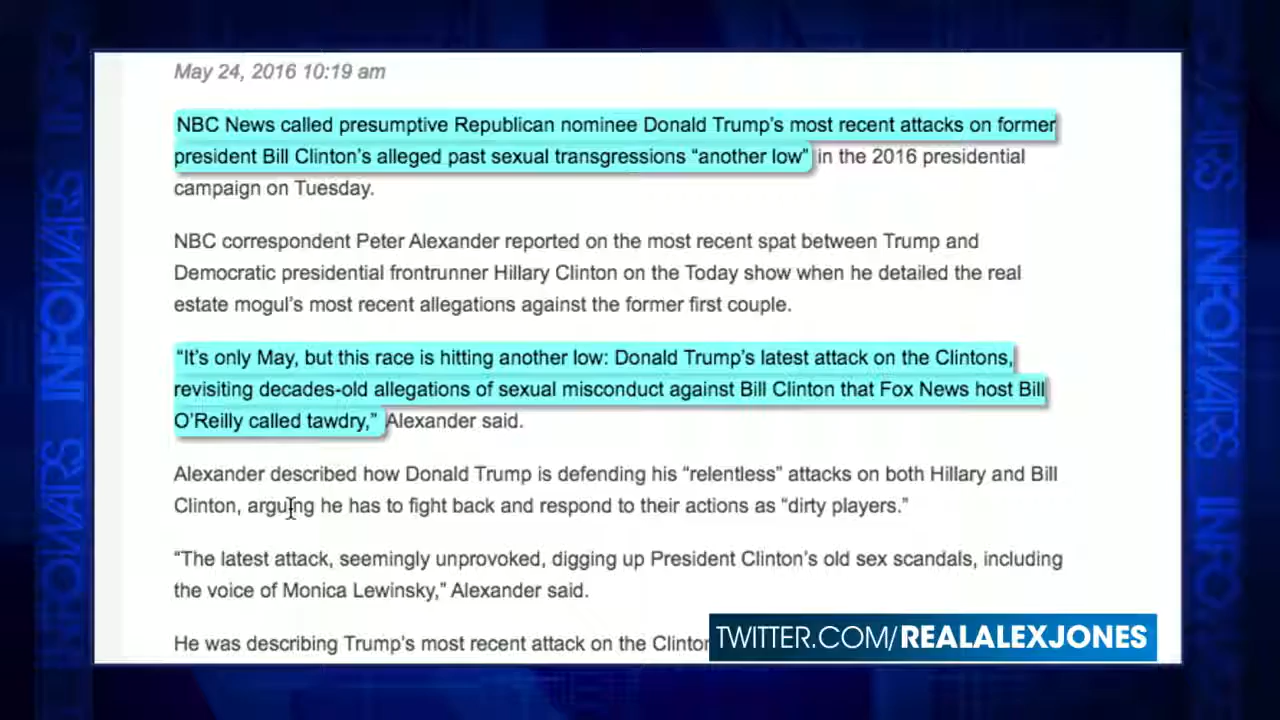 May 24, 2016 10:19 am
NBC News called presumptive Republican nominee Donald Trump's most recent attacks on former
president Bill Clinton's alleged past sexual transgressions “another low” in the 2016 presidential
campaign on Tuesday.
NBC correspondent Peter Alexander reported on the most recent spat between Trump and
Democratic presidential frontrunner Hillary Clinton on the Today show when he detailed the real
estate mogul's most recent allegations against the former first couple.
“It's only May, but this race is hitting another low: Donald Trump's latest attack on the Clintons,
revisiting decades-old allegations of sexual misconduct against Bill Clinton that Fox News host Bill
O'Reilly called tawdry,” Alexander said.
Alexander described how Donald Trump is defending his “relentless” attacks on both Hillary and Bill
Clinton, arguing he has to fight back and respond to their actions as “dirty players.”
“The latest attack, seemingly unprovoked, digging up President Clinton's old sex scandals, including
the voice of Monica Lewinsky,” Alexander said.
He was describing Trump's most recent attack on the Clinton
TWITTER.COM/REALALEXJONES
INFOWARS
INFOWARS